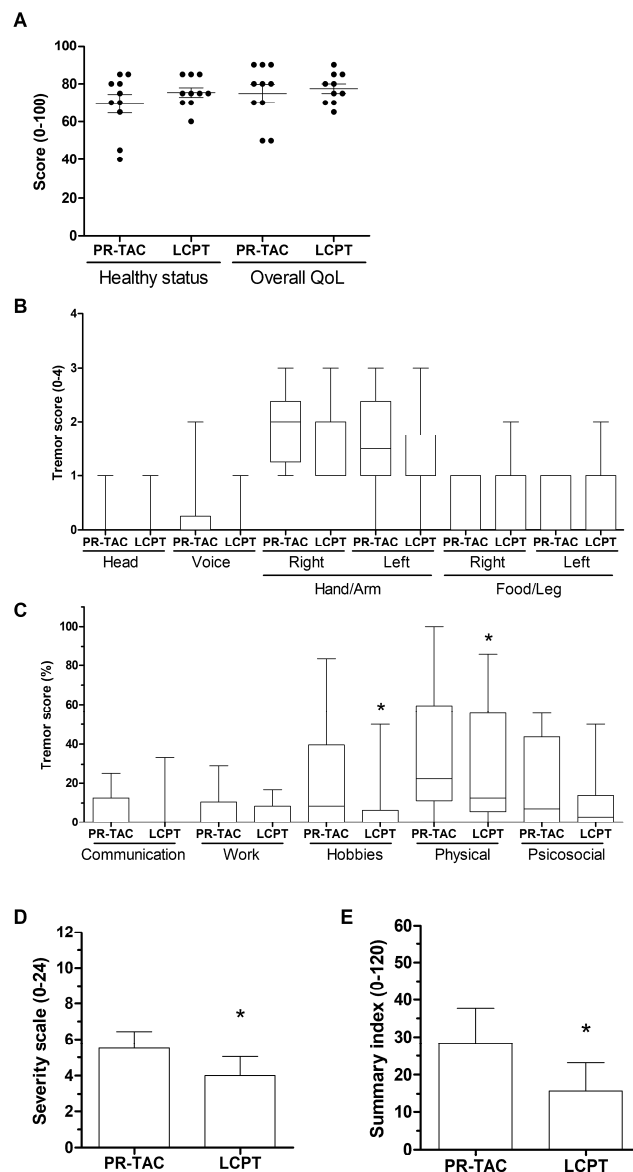 A
Score (0-100)
100
80
60
40
20
0
PR-TAC LCPT PR-TAC LCPT
Healthy status Overall QoL
B
Tremor score (0-4)
4
3
2
1
0
PR-TAC LCPT PR-TAC LCPT PR-TAC LCPT PR-TAC LCPT PR-TAC LCPT PR-TAC LCPT
Head Voice Right Left Right Left
Hand/Arm Food/Leg
C
Tremor score (%)
100
80
60
40
20
0
* *
PR-TAC LCPT PR-TAC LCPT PR-TAC LCPT PR-TAC LCPT PR-TAC LCPT
Communication Work Hobbies Physical Psicosocial
D
Severity scale (0-24)
12
10
8
6
4
2
0
*
PR-TAC LCPT
E
Summary index (0-120)
60
50
40
30
20
10
0
*
PR-TAC LCPT